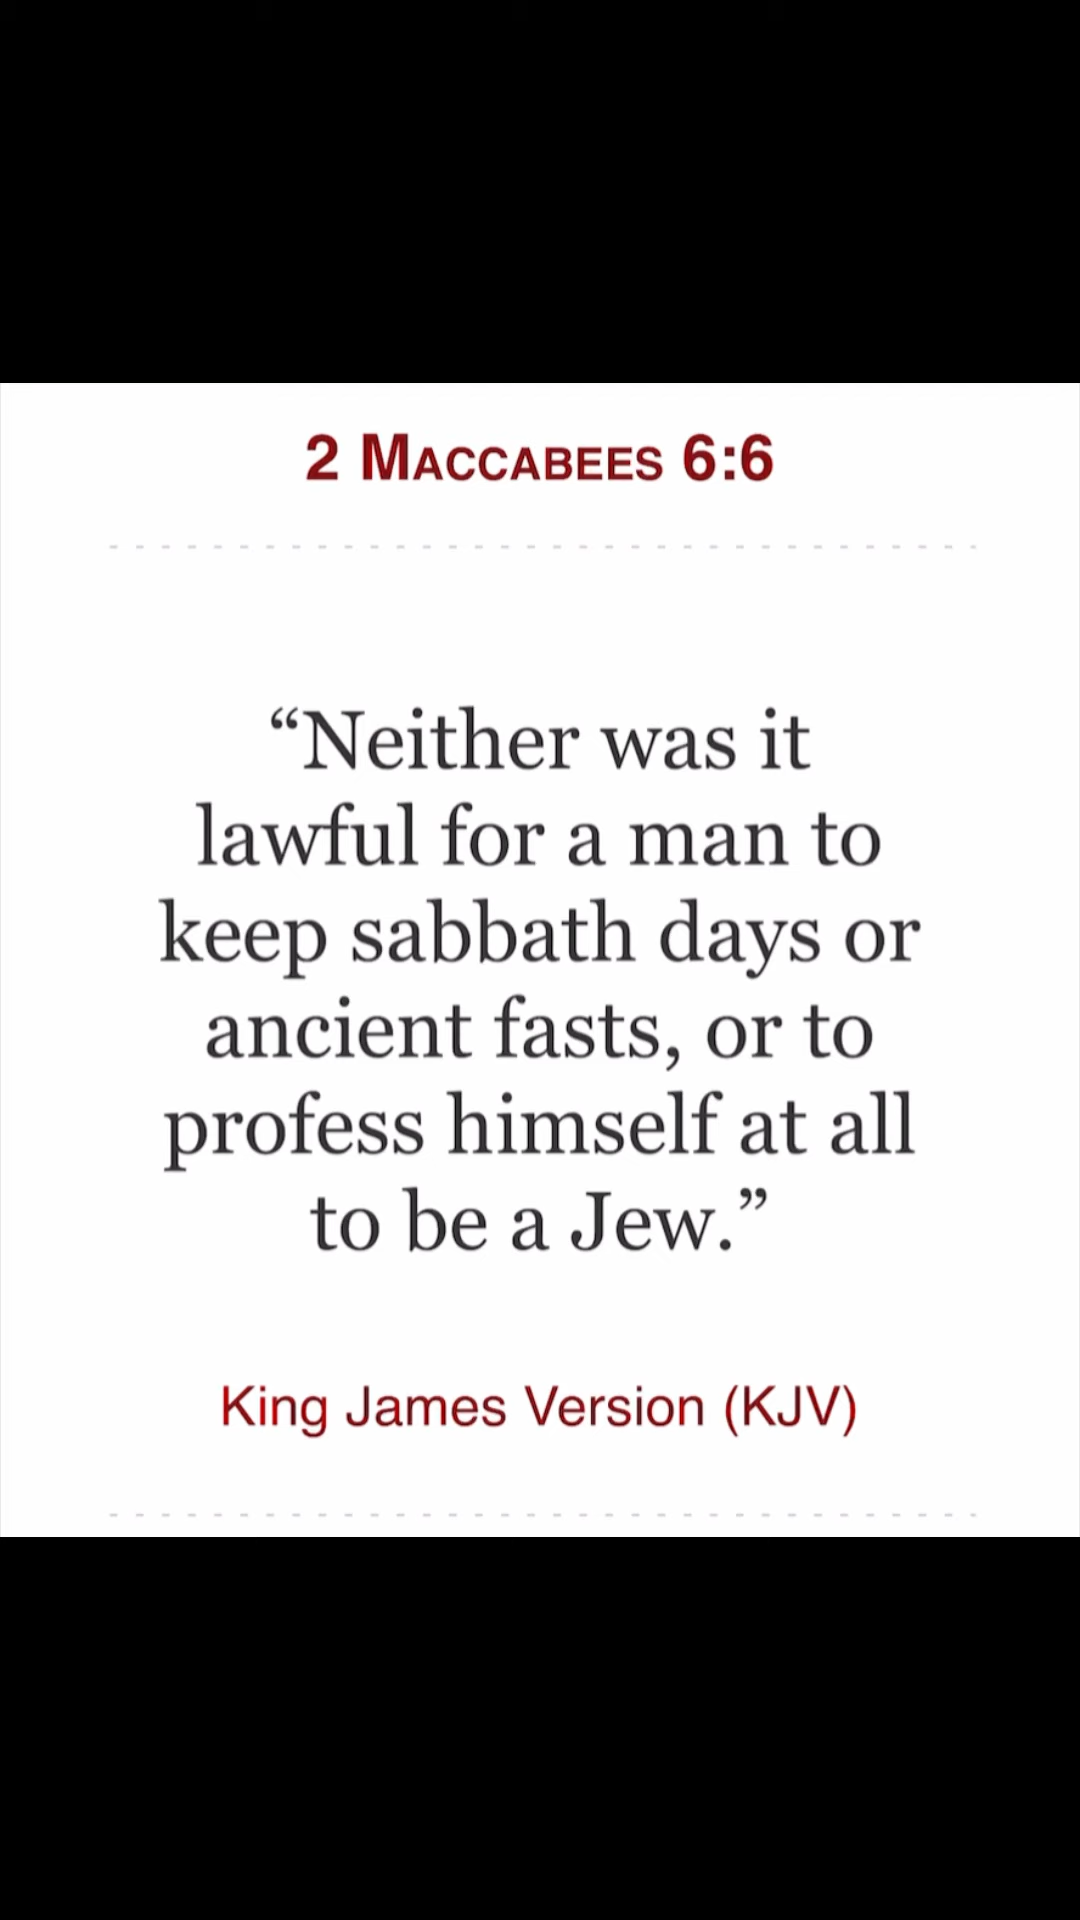 2 Maccabees 6:6
“Neither was it
lawful for a man to
keep sabbath days or
ancient fasts, or to
profess himself at all
to be a Jew.”
King James Version (KJV)